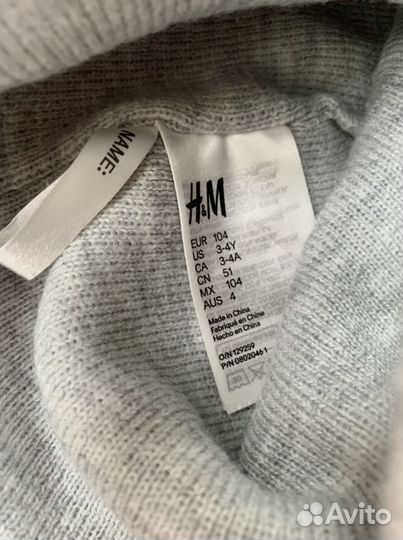 NAME:
H&M
EUR 104
US 3-4Y
CA 3-4A
CN 51
MX 104
AUS 4
Made in China
Fabriqué en Chine
Hecho en China
O/N 129259
P/N 0802046 1
Avito